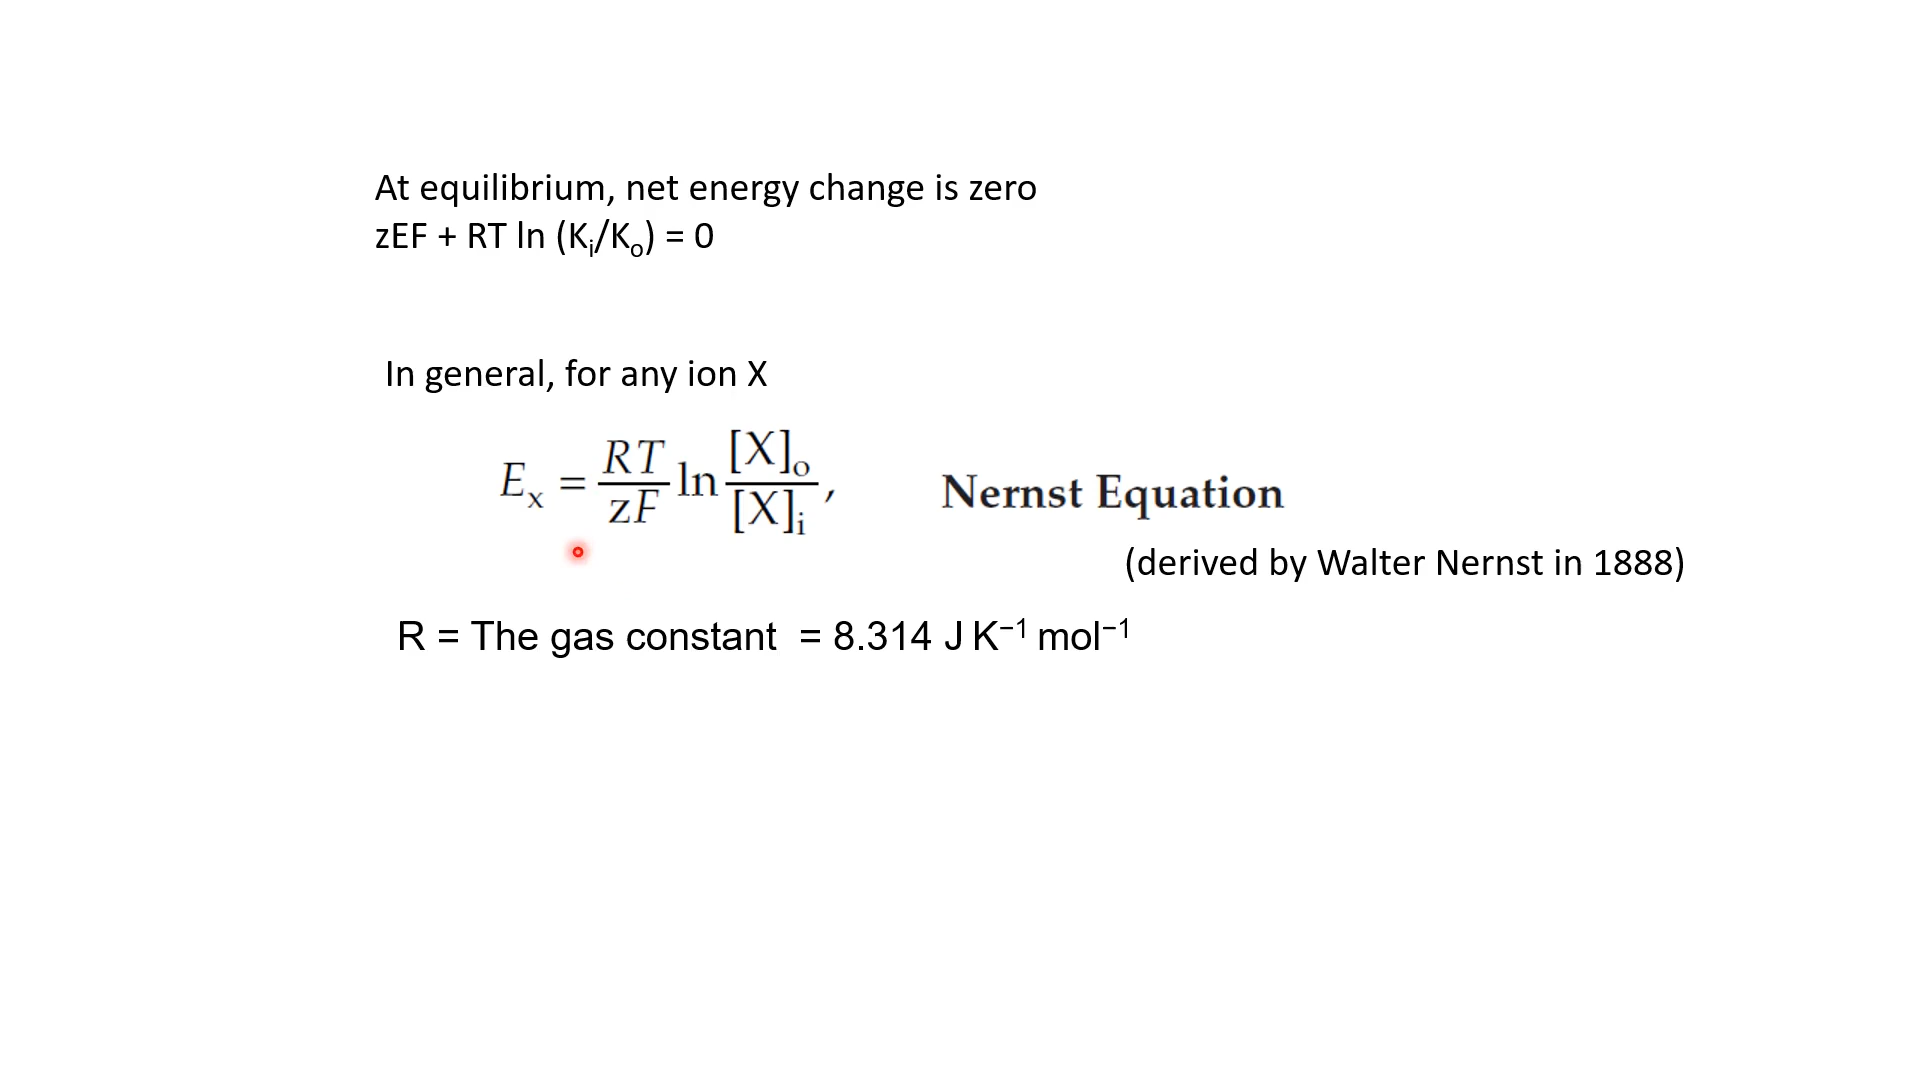 At equilibrium, net energy change is zero
zEF + RT ln (Kᵢ/Kₒ) = 0
In general, for any ion X
Eₓ = RT/zF ln [X]ₒ/[X]ᵢ,
Nernst Equation
(derived by Walter Nernst in 1888)
R = The gas constant = 8.314 J K⁻¹ mol⁻¹